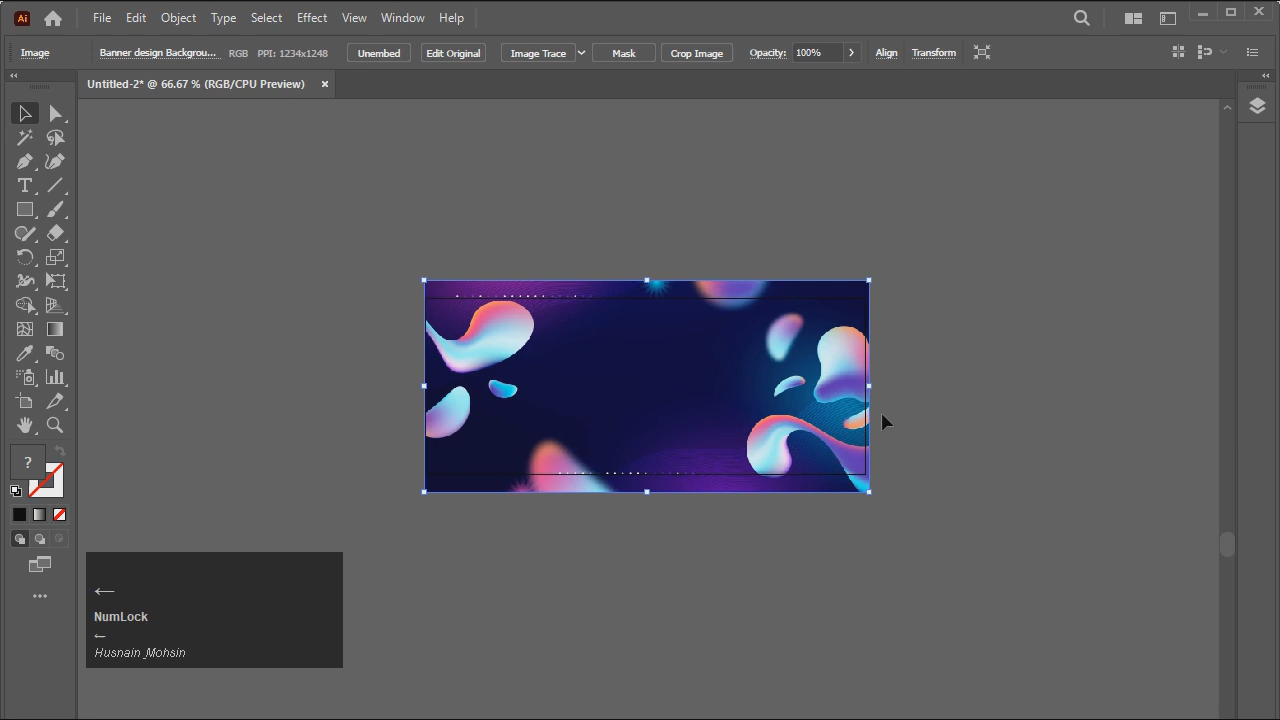 Ai File Edit Object Type Select Effect View Window Help
Image Banner design Backgrou... RGB PPI: 1234x1248 Unembed Edit Original Image Trace Mask Crop Image Opacity: 100% Align Transform
Untitled-2* @ 66.67 % (RGB/CPU Preview)
T
?
←
NumLock
←
Husnain_Mohsin